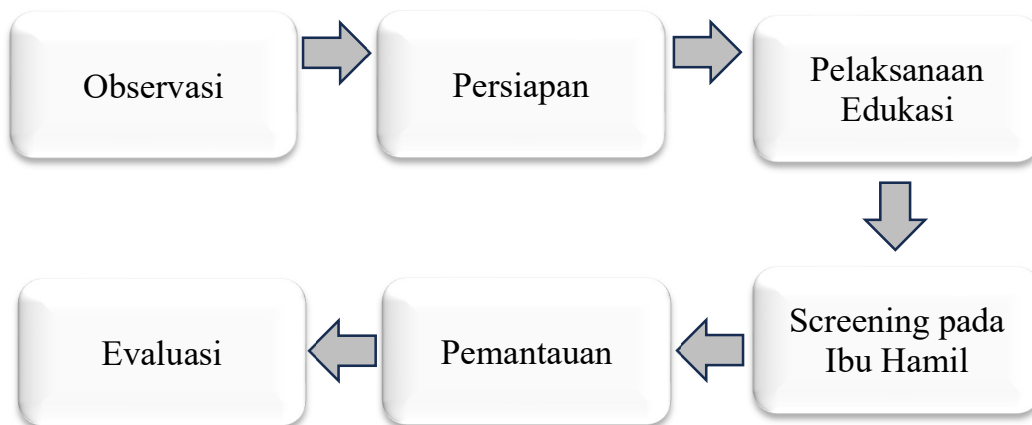 Observasi
Persiapan
Pelaksanaan
Edukasi
Screening pada
Ibu Hamil
Pemantauan
Evaluasi